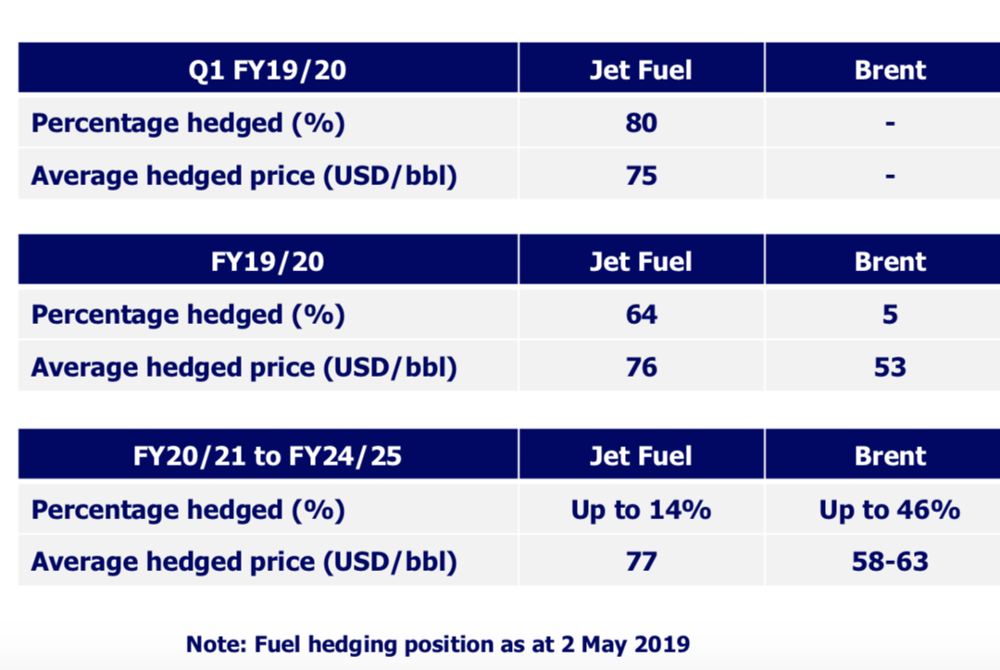 Q1 FY19/20 Jet Fuel Brent
Percentage hedged (%) 80 -
Average hedged price (USD/bbl) 75 -
FY19/20 Jet Fuel Brent
Percentage hedged (%) 64 5
Average hedged price (USD/bbl) 76 53
FY20/21 to FY24/25 Jet Fuel Brent
Percentage hedged (%) Up to 14% Up to 46%
Average hedged price (USD/bbl) 77 58-63
Note: Fuel hedging position as at 2 May 2019